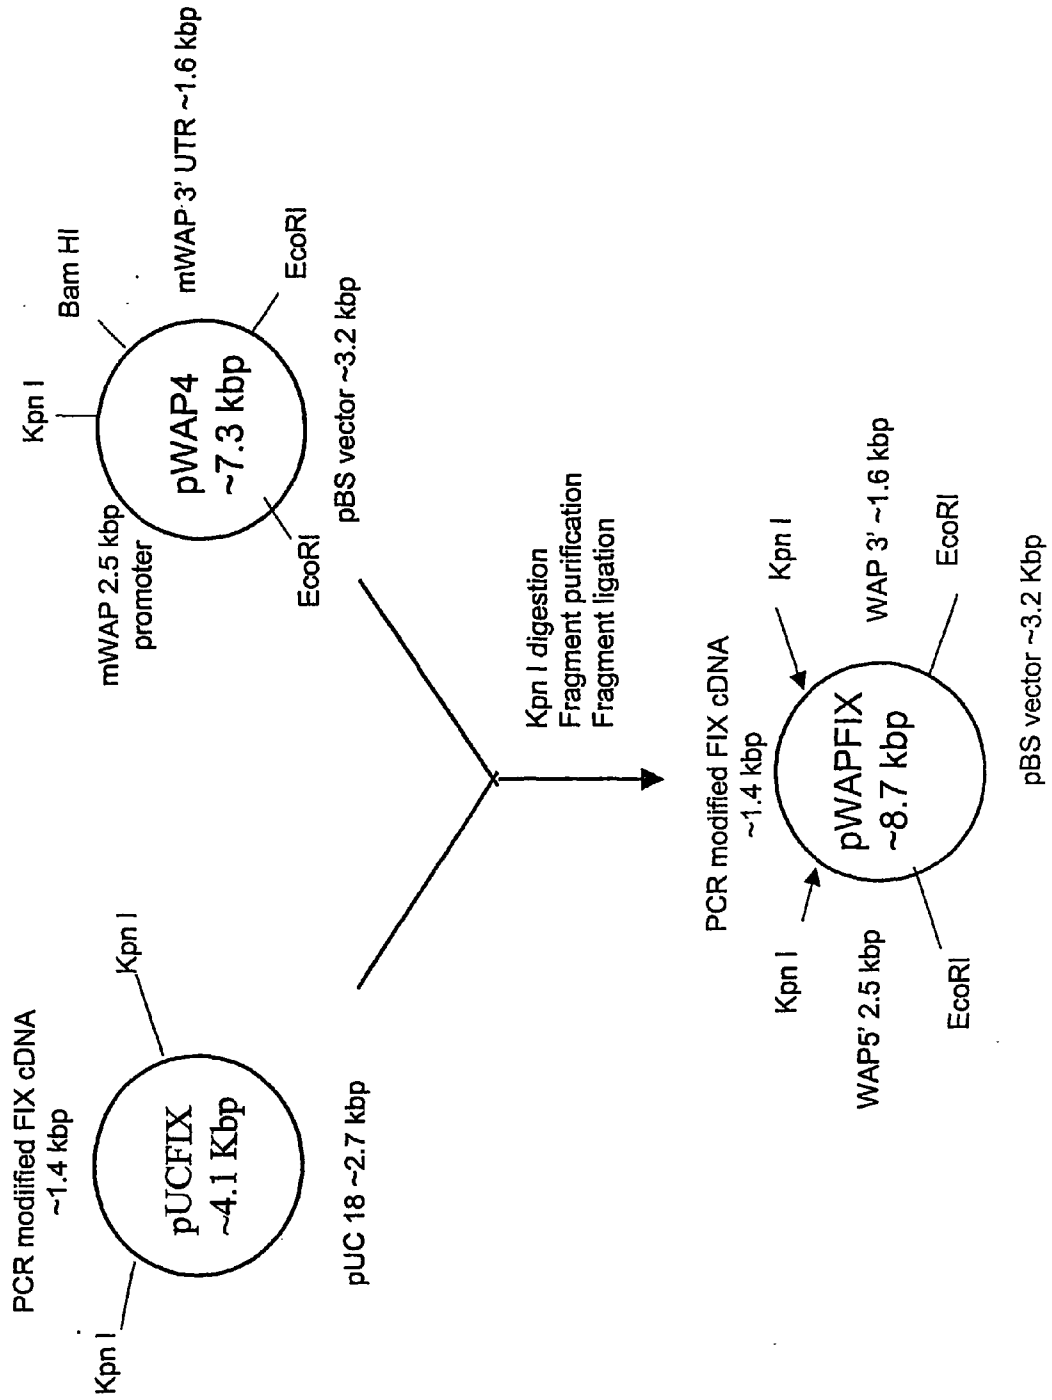 PCR modified FIX cDNA
~1.4 kbp
Kpn I
Kpn I
pUCFIX
~4.1 Kbp
pUC 18 ~2.7 kbp
Kpn I
Bam HI
mWAP 2.5 kbp
promoter
pWAP4
~7.3 kbp
mWAP 3' UTR ~1.6 kbp
EcoRI
EcoRI
pBS vector ~3.2 kbp
Kpn I digestion
Fragment purification
Fragment ligation
PCR modified FIX cDNA
~1.4 kbp
Kpn I
Kpn I
WAP5' 2.5 kbp
pWAPFIX
~8.7 kbp
WAP 3' ~1.6 kbp
EcoRI
EcoRI
pBS vector ~3.2 Kbp